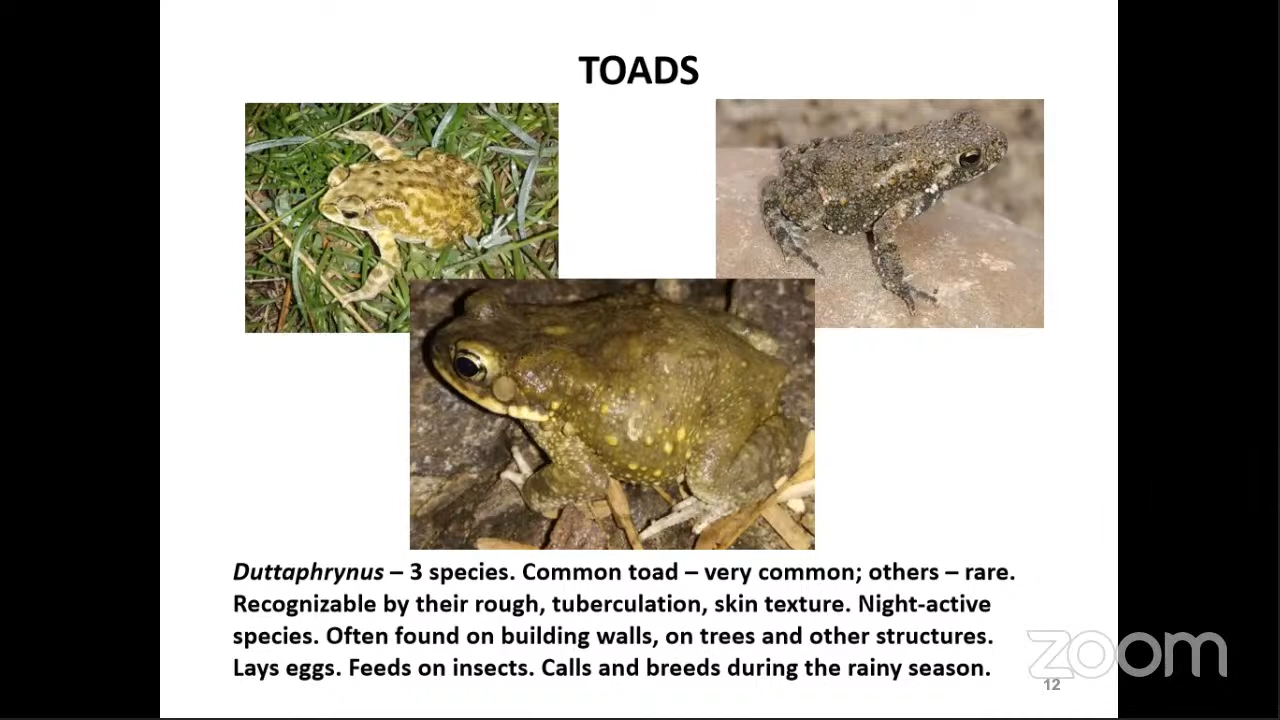 TOADS
Duttaphrynus – 3 species. Common toad – very common; others – rare.
Recognizable by their rough, tuberculation, skin texture. Night-active
species. Often found on building walls, on trees and other structures.
Lays eggs. Feeds on insects. Calls and breeds during the rainy season.
zoom
12